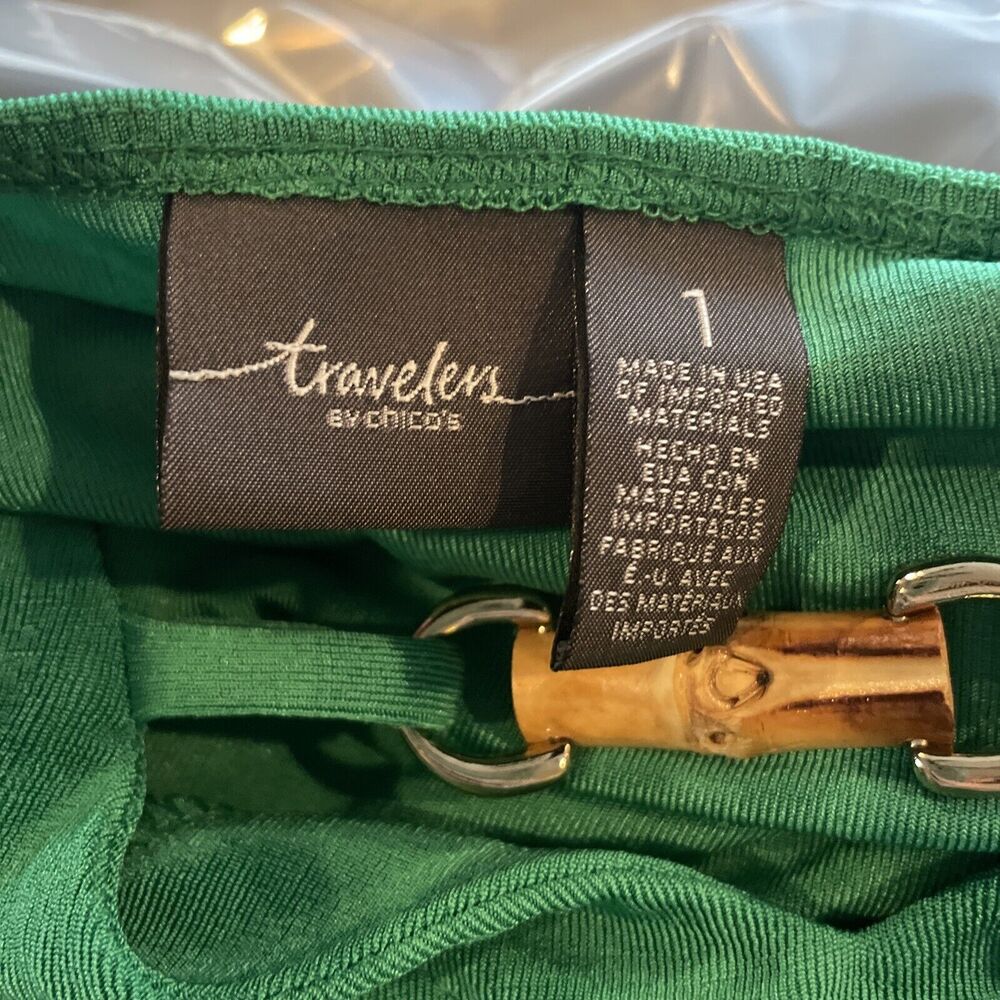 travelers
BY chico's
1
MADE IN USA
OF IMPORTED
MATERIALS
HECHO EN
EUA CON
MATERIALES
IMPORTADOS
FABRIQUÉ AUX
É-U AVEC
DES MATÉRIAUX
IMPORTÉS